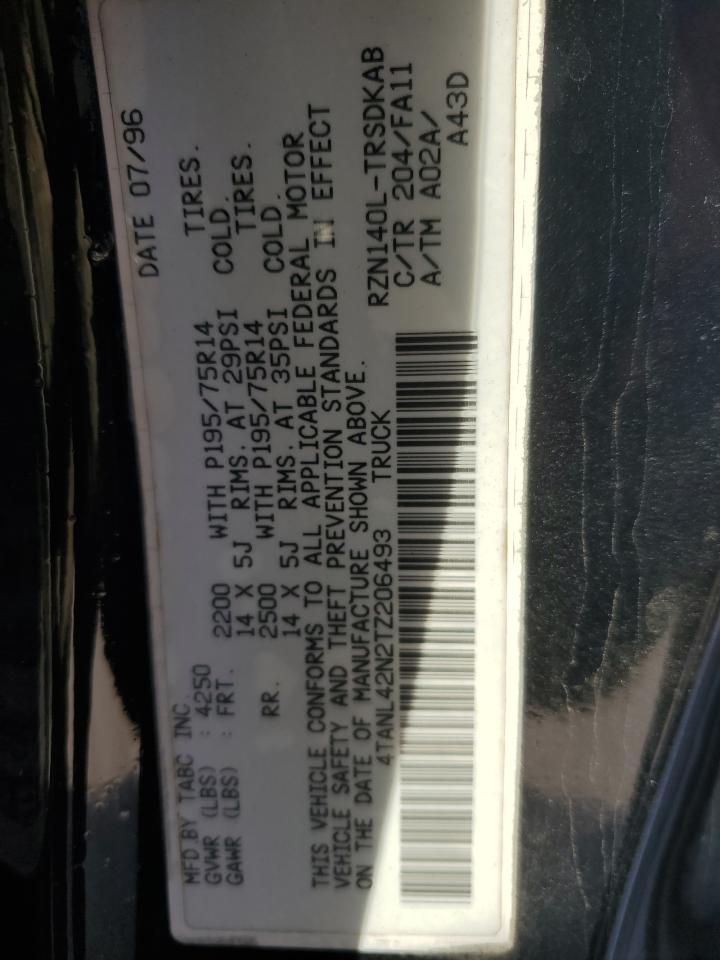 MFD BY TABC INC. DATE 07/96
GVWR (LBS) : 4250
GAWR (LBS) : FRT. 2200 WITH P195/75R14 TIRES.
14 X 5J RIMS. AT 29PSI COLD.
RR. 2500 WITH P195/75R14 TIRES.
14 X 5J RIMS. AT 35PSI COLD.
THIS VEHICLE CONFORMS TO ALL APPLICABLE FEDERAL MOTOR
VEHICLE SAFETY AND THEFT PREVENTION STANDARDS IN EFFECT
ON THE DATE OF MANUFACTURE SHOWN ABOVE.
4TANL42N2TZ206493 TRUCK
RZN140L-TRSDKAB
C/TR 204/FA11
A/TM A02A/
A43D